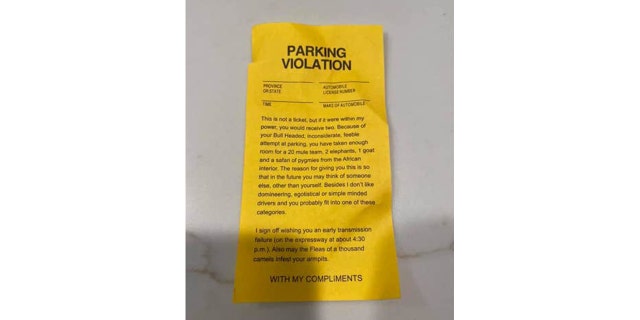 PARKING
VIOLATION
PROVINCE
OR STATE
AUTOMOBILE
LICENSE NUMBER
TIME
MAKE OF AUTOMOBILE
This is not a ticket, but if it were within my
power, you would receive two. Because of
your Bull Headed, inconsiderate, feeble
attempt at parking, you have taken enough
room for a 20 mule team, 2 elephants, 1 goat
and a safari of pygmies from the African
interior. The reason for giving you this is so
that in the future you may think of someone
else, other than yourself. Besides I don't like
domineering, egotistical or simple minded
drivers and you probably fit into one of these
categories.
I sign off wishing you an early transmission
failure (on the expressway at about 4:30
p.m.). Also may the Fleas of a thousand
camels infest your armpits.
WITH MY COMPLIMENTS